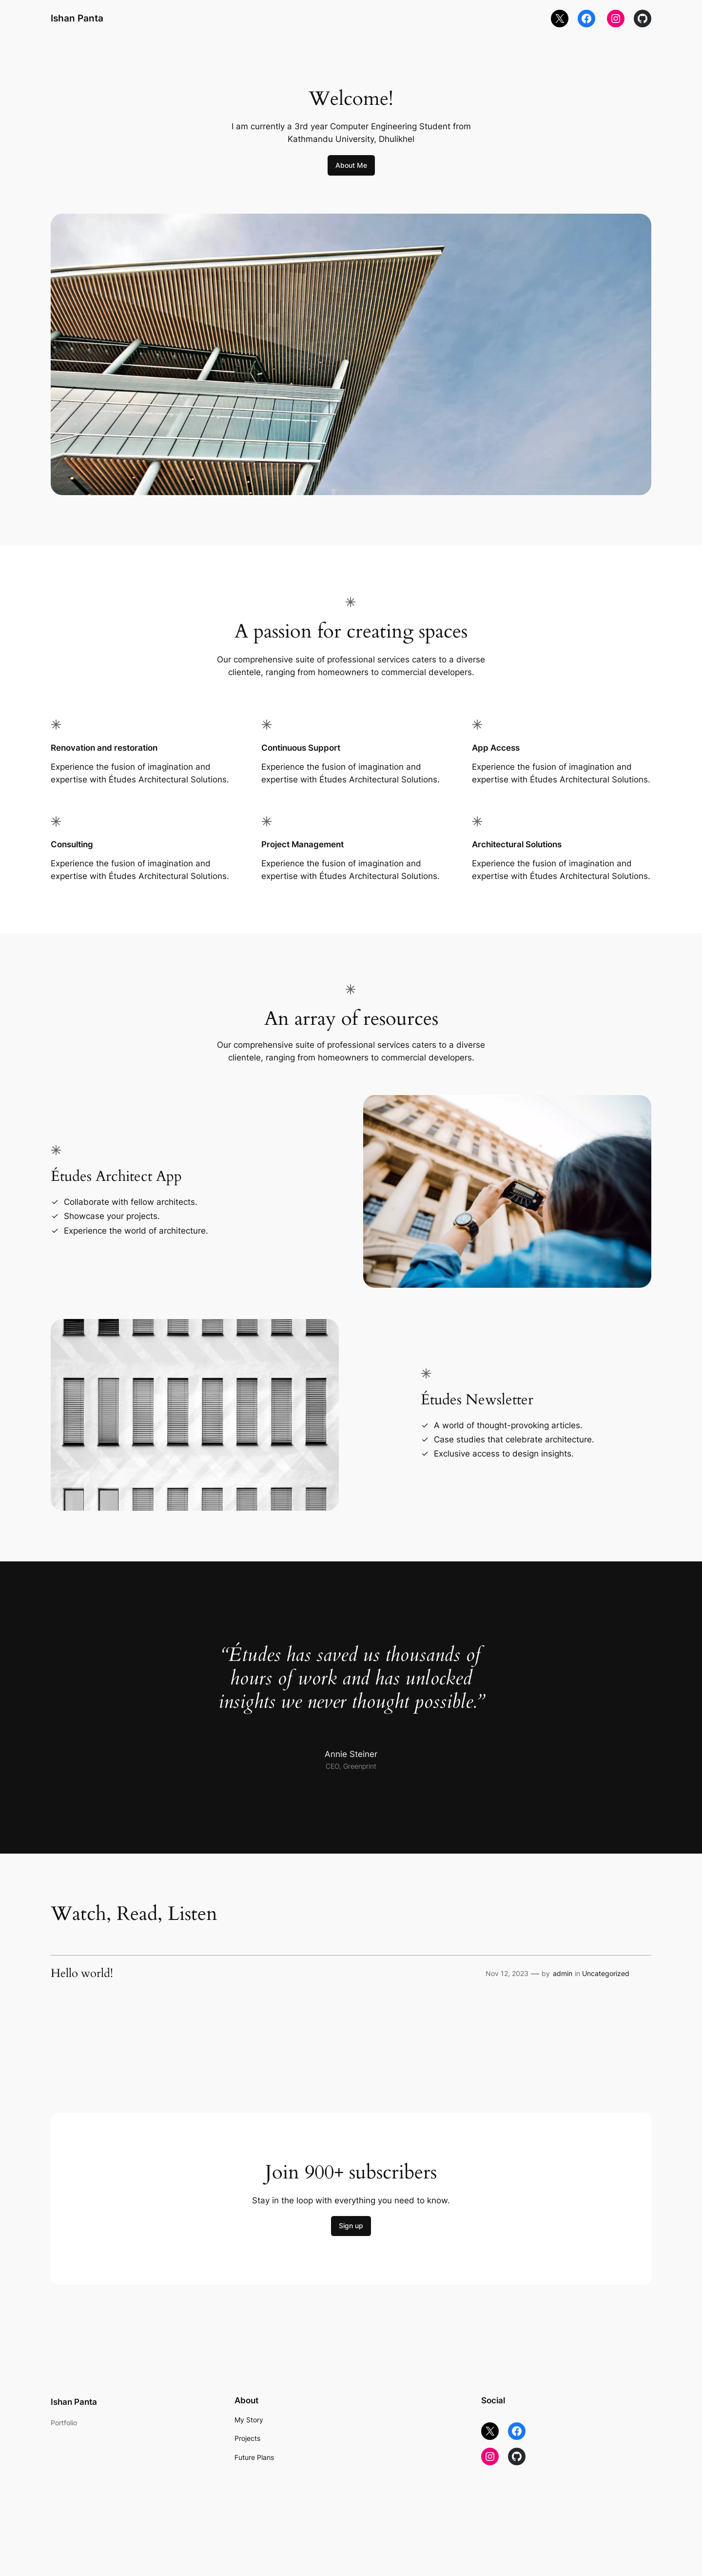 Ishan Panta
Welcome!
I am currently a 3rd year Computer Engineering Student from
Kathmandu University, Dhulikhel
About Me
A passion for creating spaces
Our comprehensive suite of professional services caters to a diverse
clientele, ranging from homeowners to commercial developers.
Renovation and restoration
Experience the fusion of imagination and
expertise with Études Architectural Solutions.
Continuous Support
Experience the fusion of imagination and
expertise with Études Architectural Solutions.
App Access
Experience the fusion of imagination and
expertise with Études Architectural Solutions.
Consulting
Experience the fusion of imagination and
expertise with Études Architectural Solutions.
Project Management
Experience the fusion of imagination and
expertise with Études Architectural Solutions.
Architectural Solutions
Experience the fusion of imagination and
expertise with Études Architectural Solutions.
An array of resources
Our comprehensive suite of professional services caters to a diverse
clientele, ranging from homeowners to commercial developers.
Études Architect App
Collaborate with fellow architects.
Showcase your projects.
Experience the world of architecture.
Études Newsletter
A world of thought-provoking articles.
Case studies that celebrate architecture.
Exclusive access to design insights.
“Études has saved us thousands of
hours of work and has unlocked
insights we never thought possible.”
Annie Steiner
CEO, Greenprint
Watch, Read, Listen
Hello world!
Nov 12, 2023 — by admin in Uncategorized
Join 900+ subscribers
Stay in the loop with everything you need to know.
Sign up
Ishan Panta
Portfolio
About
My Story
Projects
Future Plans
Social